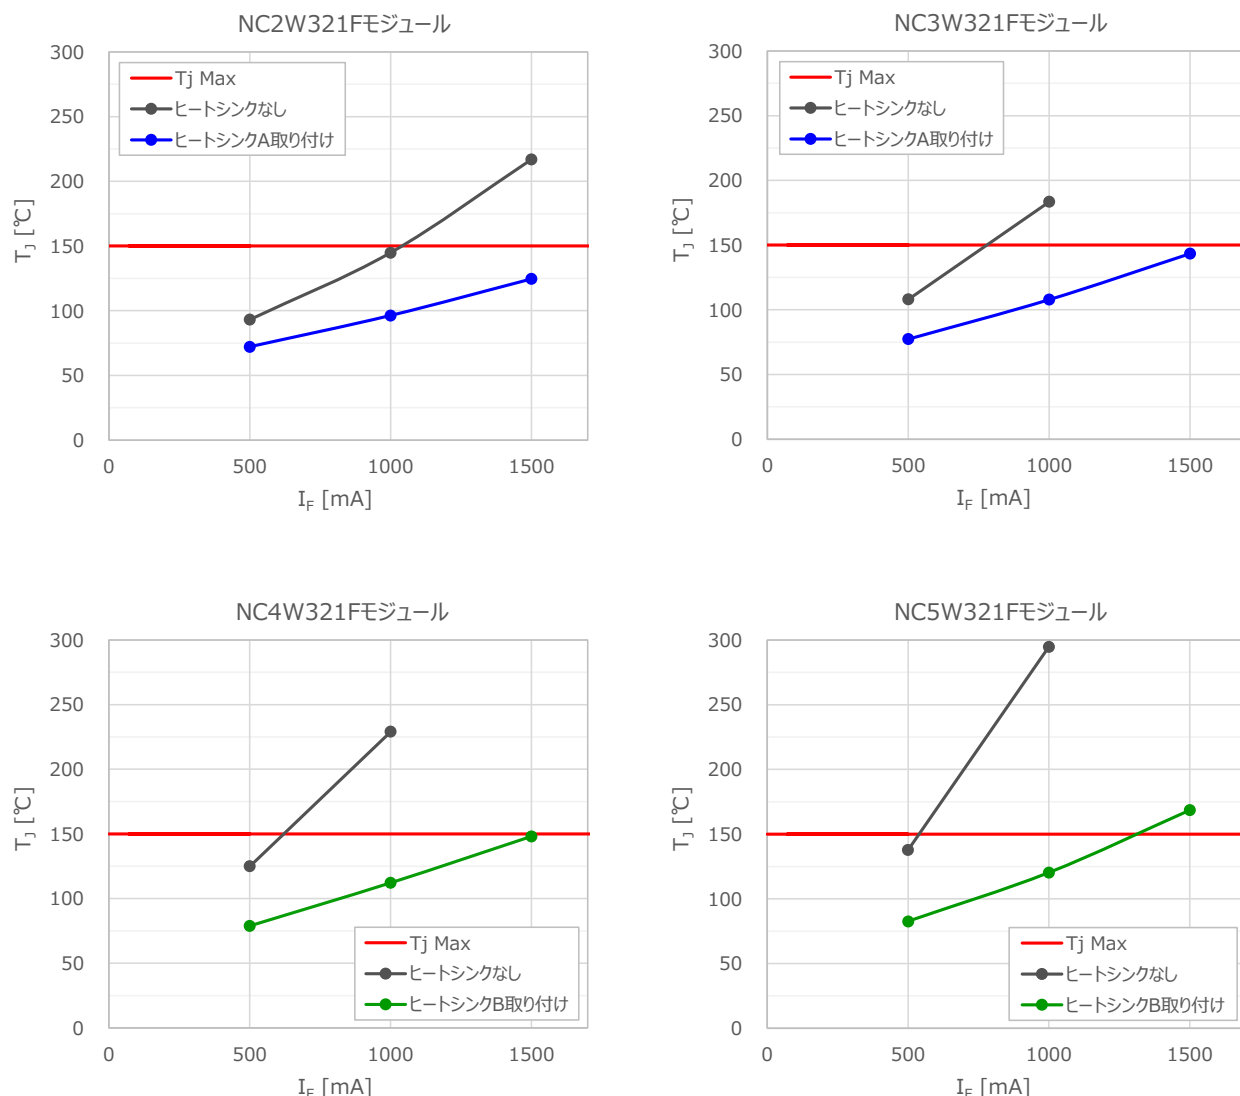 NC2W321Fモジュール
300
250
200
150
100
50
0
Tj Max
ヒートシンクなし
ヒートシンクA取り付け
TJ [℃]
0 500 1000 1500
IF [mA]
NC3W321Fモジュール
300
250
200
150
100
50
0
Tj Max
ヒートシンクなし
ヒートシンクA取り付け
TJ [℃]
0 500 1000 1500
IF [mA]
NC4W321Fモジュール
300
250
200
150
100
50
0
TJ [℃]
Tj Max
ヒートシンクなし
ヒートシンクB取り付け
0 500 1000 1500
IF [mA]
NC5W321Fモジュール
300
250
200
150
100
50
0
TJ [℃]
Tj Max
ヒートシンクなし
ヒートシンクB取り付け
0 500 1000 1500
IF [mA]